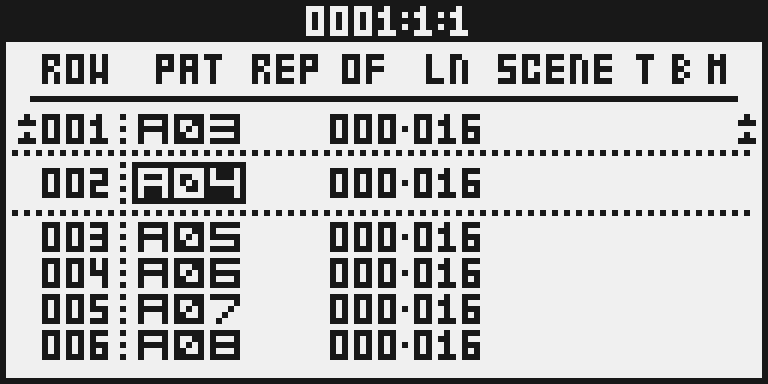 0001:1:1
ROW PAT REP OF LN SCENE T B M
±001 A03 000·016 ±
002 A04 000·016
003 A05 000·016
004 A06 000·016
005 A07 000·016
006 A08 000·016